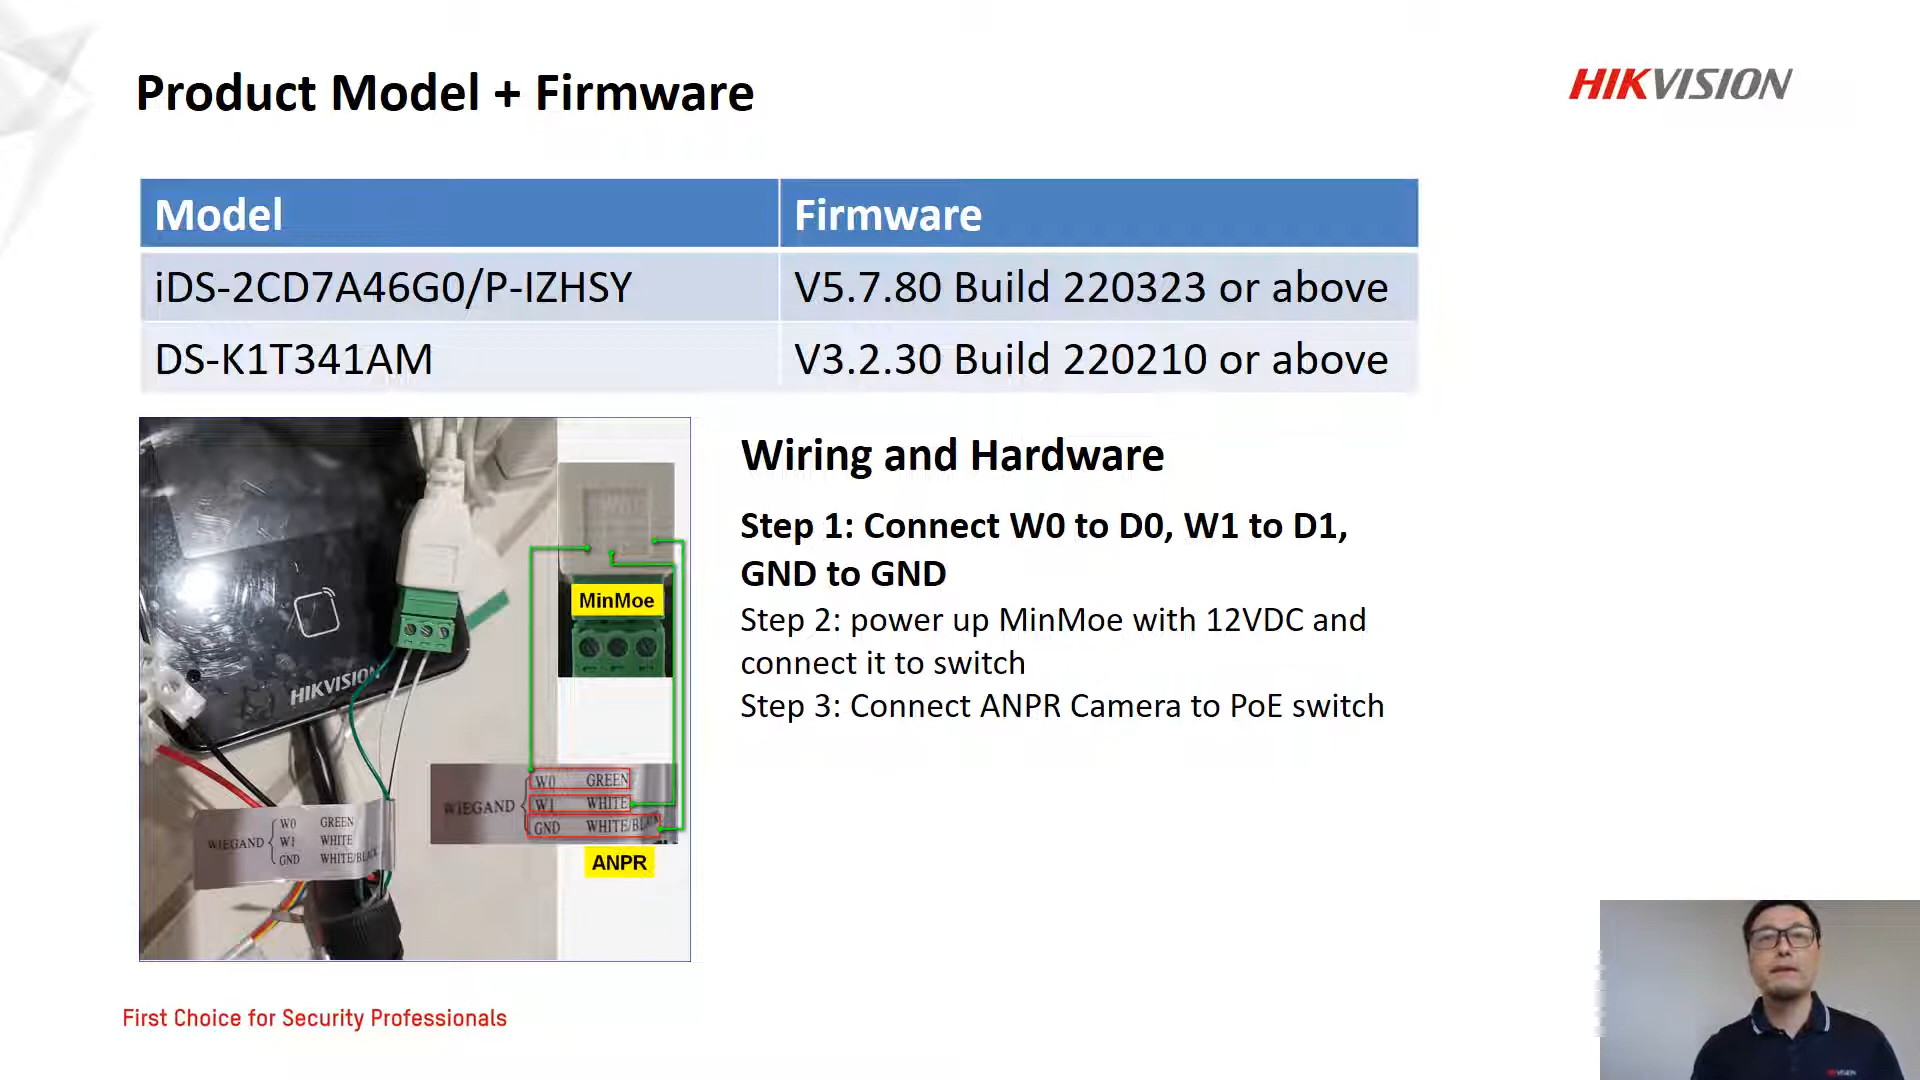 Product Model + Firmware
HIKVISION
Model Firmware
iDS-2CD7A46G0/P-IZHSY V5.7.80 Build 220323 or above
DS-K1T341AM V3.2.30 Build 220210 or above
Wiring and Hardware
Step 1: Connect W0 to D0, W1 to D1,
GND to GND
Step 2: power up MinMoe with 12VDC and
connect it to switch
Step 3: Connect ANPR Camera to PoE switch
HIKVISION
MinMoe
W0 GREEN
WIEGAND W1 WHITE
GND WHITE/BLACK
ANPR
W0 GREEN
WIEGAND W1 WHITE
GND WHITE/BLACK
First Choice for Security Professionals